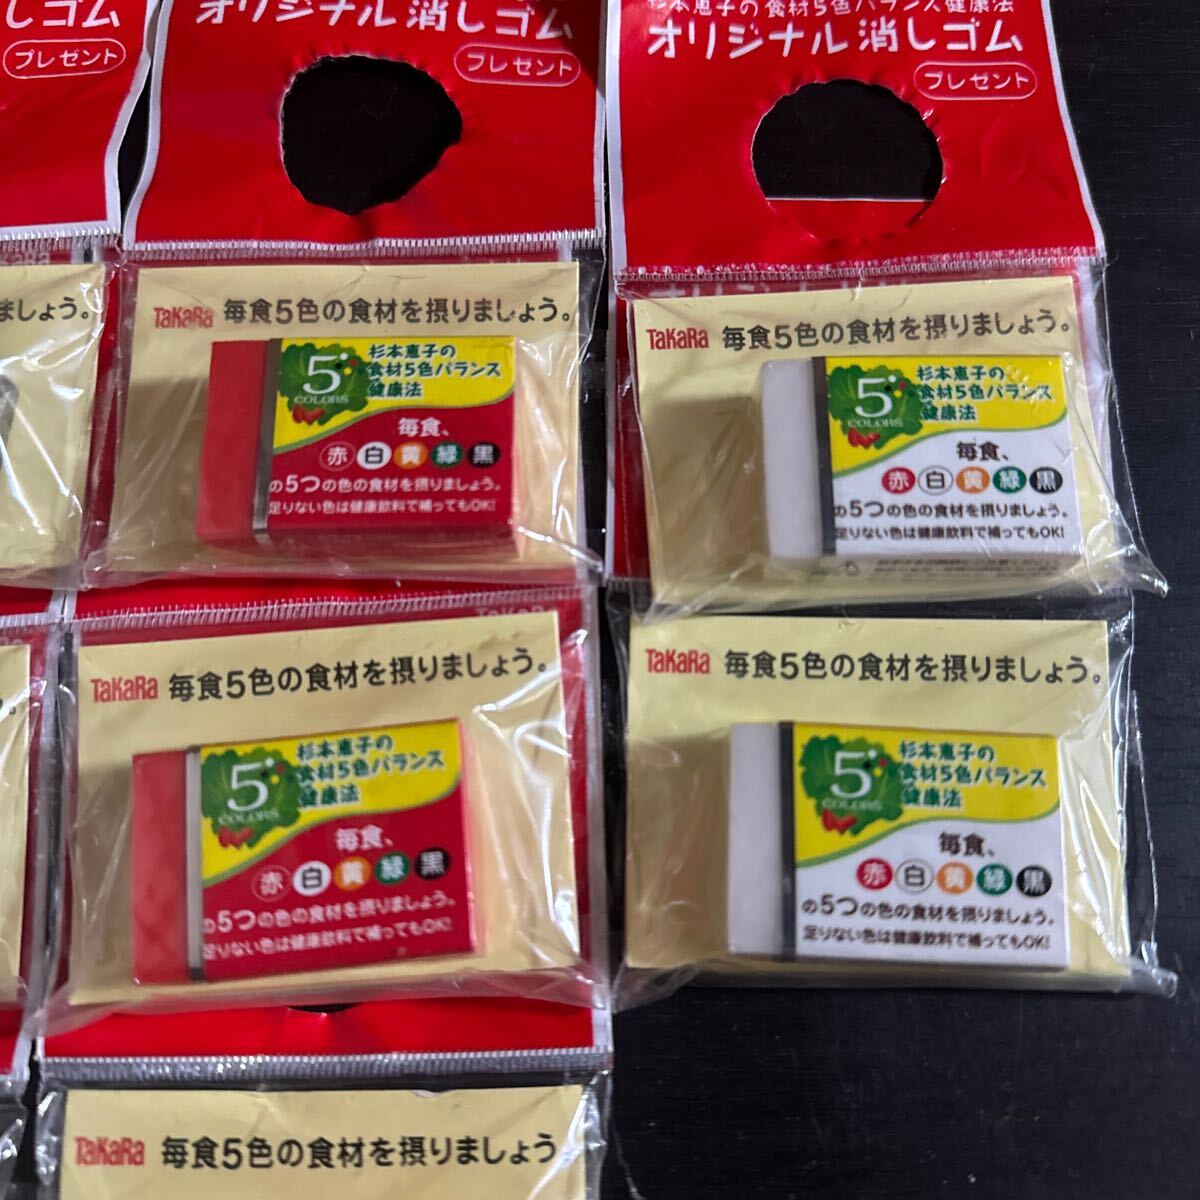 しゴム
プレゼント
オリジナル消しゴム
プレゼント
杉本恵子の食材5色バランス健康法
オリジナル消しゴム
プレゼント
ましょう。
TaKaRa 毎食5色の食材を摂りましょう。
5
COLORS
杉本恵子の
食材5色バランス
健康法
毎食、
赤白黄緑黒
の5つの色の食材を摂りましょう。
足りない色は健康飲料で補ってもOK!
TaKaRa 毎食5色の食材を摂りましょう。
5
COLORS
杉本恵子の
食材5色バランス
健康法
毎食、
赤白黄緑黒
の5つの色の食材を摂りましょう。
足りない色は健康飲料で補ってもOK!
TaKaRa 毎食5色の食材を摂りましょう。
5
COLORS
杉本恵子の
食材5色バランス
健康法
毎食、
赤白黄緑黒
の5つの色の食材を摂りましょう。
足りない色は健康飲料で補ってもOK!
TaKaRa 毎食5色の食材を摂りましょう。
5
COLORS
杉本恵子の
食材5色バランス
健康法
毎食、
赤白黄緑黒
の5つの色の食材を摂りましょう。
足りない色は健康飲料で補ってもOK!
TaKaRa 毎食5色の食材を摂りましょう